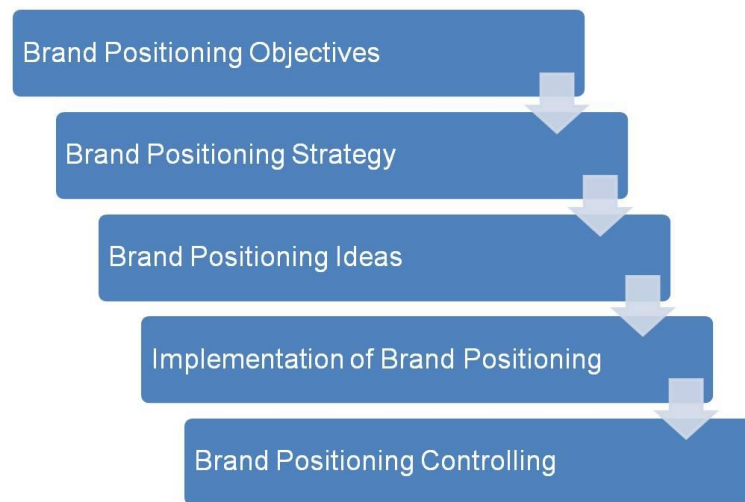 Brand Positioning Objectives
Brand Positioning Strategy
Brand Positioning Ideas
Implementation of Brand Positioning
Brand Positioning Controlling